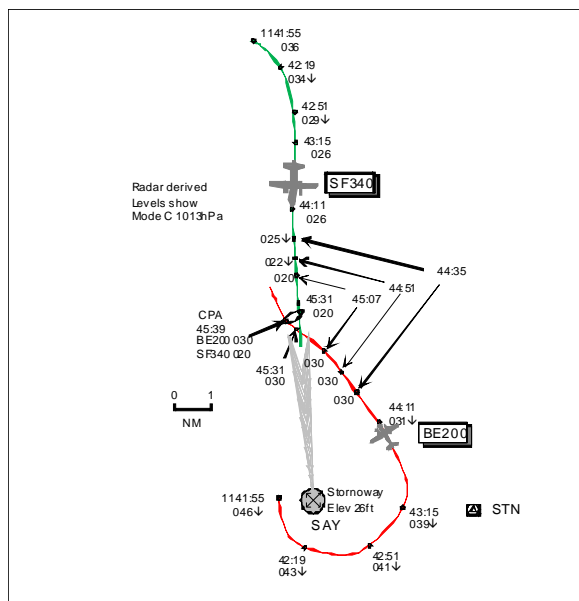 1141:55
036
42:19
034↓
42:51
029↓
43:15
026
SF340
Radar derived
Levels show
Mode C 1013hPa
44:11
026
025↓
44:35
022↓
44:51
020
45:07
45:31
020
CPA
45:39
BE200 030
SF340 020
45:31
030
030
030
030
0 1
NM
44:11
031↓
BE200
Stornoway
Elev 26ft
SAY
1141:55
046↓
43:15
039↓
STN
42:19
043↓
42:51
041↓